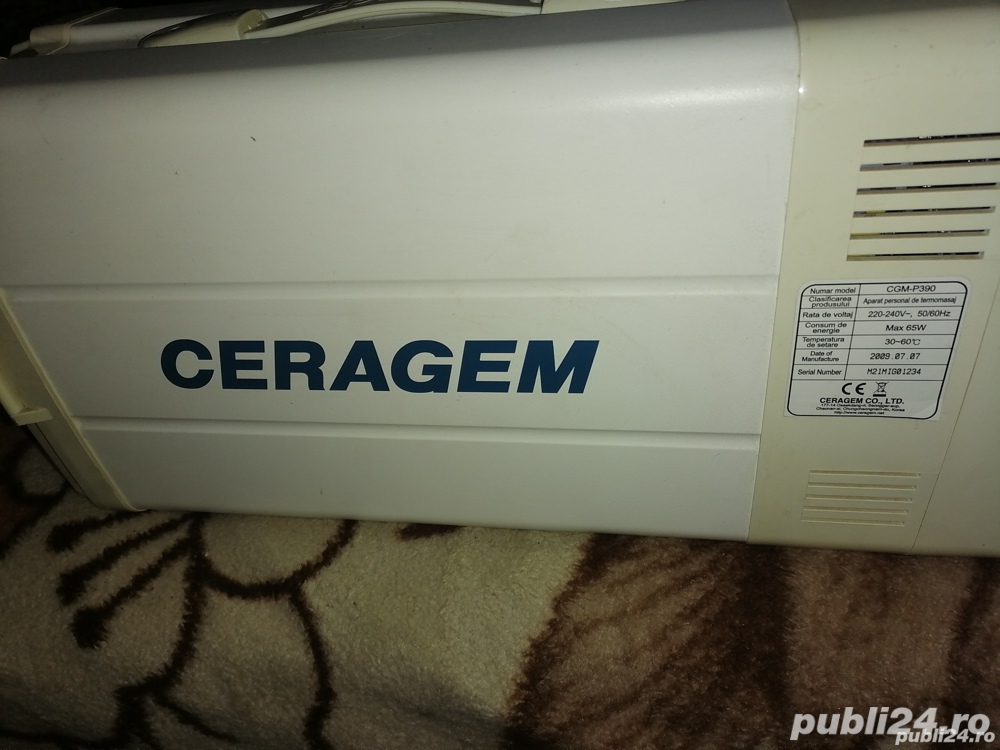 CERAGEM
Numar model CGM-P390
Clasificarea produsului Aparat personal de termomasaj
Rata de voltaj 220-240V~, 50/60Hz
Consum de energie Max 65W
Temperatura de setare 30~60℃
Date of Manufacture 2009.07.07
Serial Number M21MIG01234
CE
CERAGEM CO., LTD.
http://www.ceragem.net
publi24.ro
publi24.ro